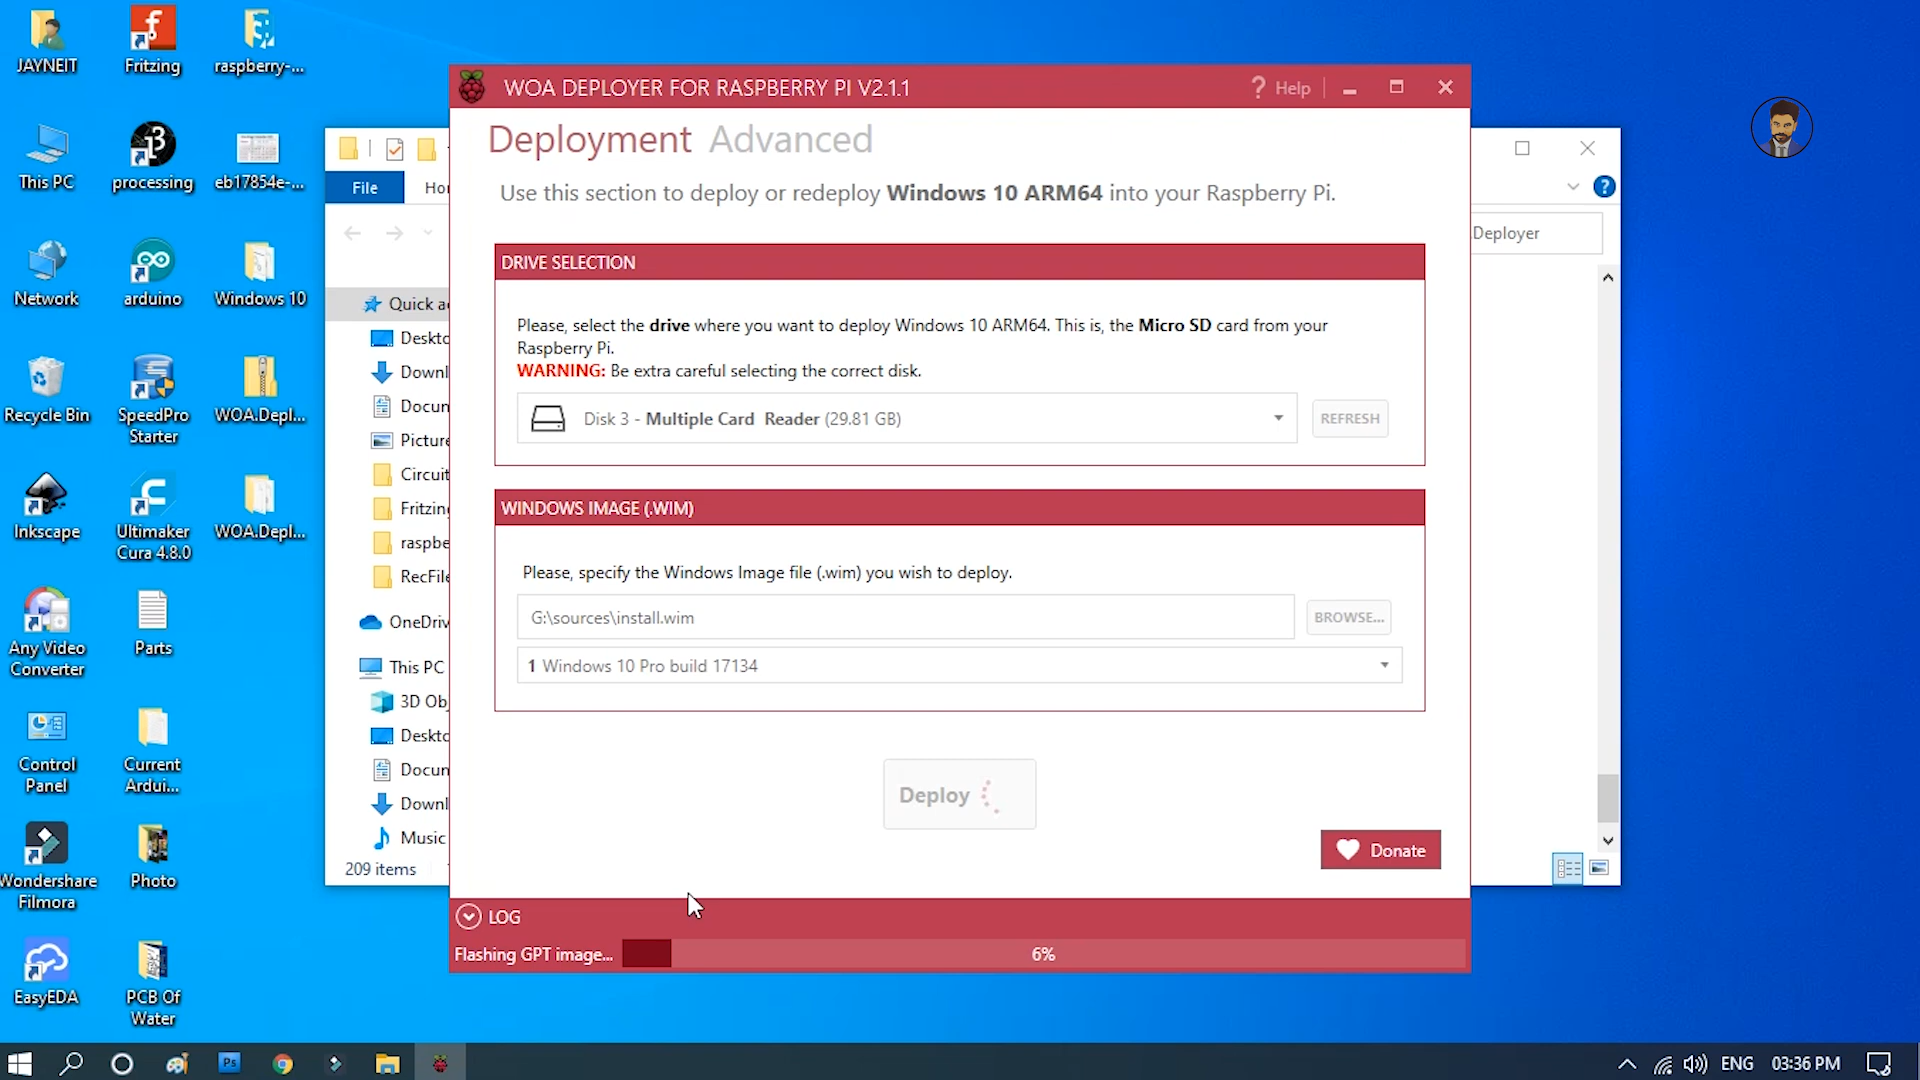 JAYNEIT
Fritzing
raspberry-...
This PC
processing
eb17854e-...
Network
arduino
Windows 10
Recycle Bin
SpeedPro
Starter
WOA.Depl...
Inkscape
Ultimaker
Cura 4.8.0
WOA.Depl...
Any Video
Converter
Parts
Control
Panel
Current
Ardui...
Wondershare
Filmora
Photo
EasyEDA
PCB Of
Water
File
Hor
Quick ac
Deskto
Downl
Docun
Picture
Circuit
Fritzing
raspbe
RecFile
OneDriv
This PC
3D Obj
Deskto
Docun
Downl
Music
209 items
Deployer
WOA DEPLOYER FOR RASPBERRY PI V2.1.1
? Help
Deployment Advanced
Use this section to deploy or redeploy Windows 10 ARM64 into your Raspberry Pi.
DRIVE SELECTION
Please, select the drive where you want to deploy Windows 10 ARM64. This is, the Micro SD card from your
Raspberry Pi.
WARNING: Be extra careful selecting the correct disk.
Disk 3 - Multiple Card Reader (29.81 GB)
REFRESH
WINDOWS IMAGE (.WIM)
Please, specify the Windows Image file (.wim) you wish to deploy.
G:\sources\install.wim
BROWSE...
1 Windows 10 Pro build 17134
Deploy
Donate
LOG
Flashing GPT image...
6%
Ps
ENG
03:36 PM